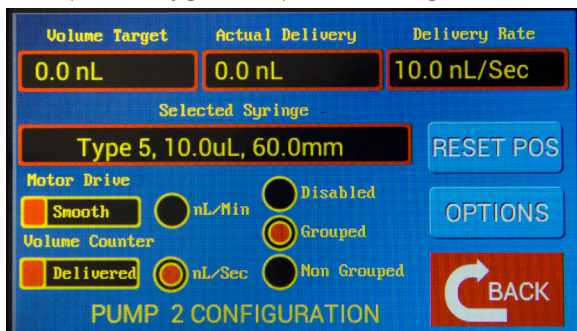 Volume Target Actual Delivery Delivery Rate
0.0 nL 0.0 nL 10.0 nL/Sec
Selected Syringe
Type 5, 10.0uL, 60.0mm RESET POS
Motor Drive
Smooth nL/Min Disabled
Grouped OPTIONS
Volume Counter
Delivered nL/Sec Non Grouped
BACK
PUMP 2 CONFIGURATION